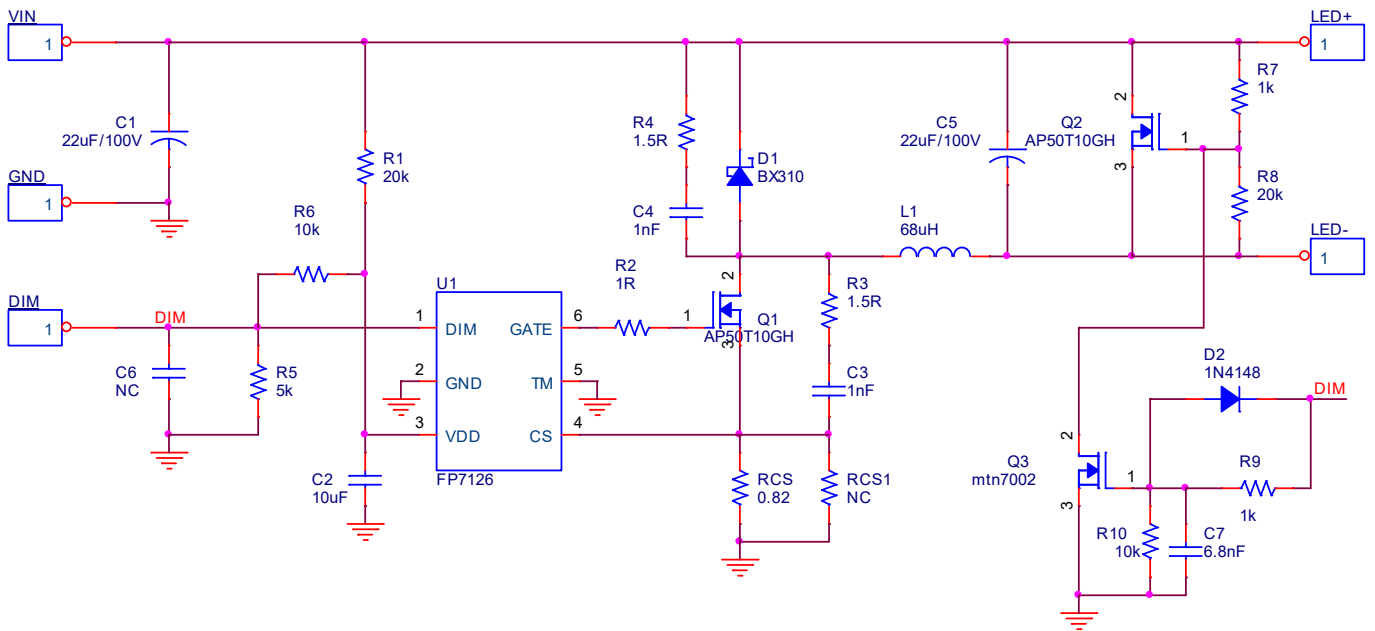 VIN
1
C1
22uF/100V
GND
1
R1
20k
R6
10k
DIM
1
DIM
C6
NC
R5
5k
C2
10uF
U1
1
DIM
GATE
6
2
GND
TM
5
3
VDD
CS
4
FP7126
R4
1.5R
C4
1nF
D1
BX310
R2
1R
1
2
3
Q1
AP50T10GH
R3
1.5R
C3
1nF
RCS
0.82
RCS1
NC
L1
68uH
C5
22uF/100V
Q2
AP50T10GH
2
1
3
R7
1k
R8
20k
LED+
1
LED-
1
D2
1N4148
DIM
Q3
mtn7002
2
1
3
R9
1k
R10
10k
C7
6.8nF